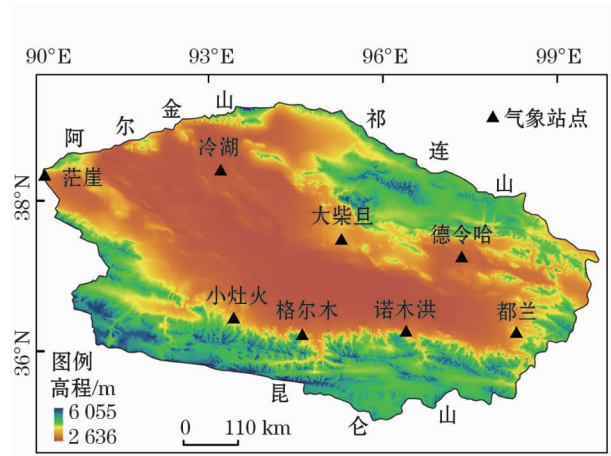 90°E 93°E 96°E 99°E
阿尔金山
祁连山
▲气象站点
冷湖
茫崖
38°N
大柴旦
德令哈
小灶火
格尔木
诺木洪
都兰
36°N
图例
高程/m
6 055
2 636
昆仑山
0 110 km